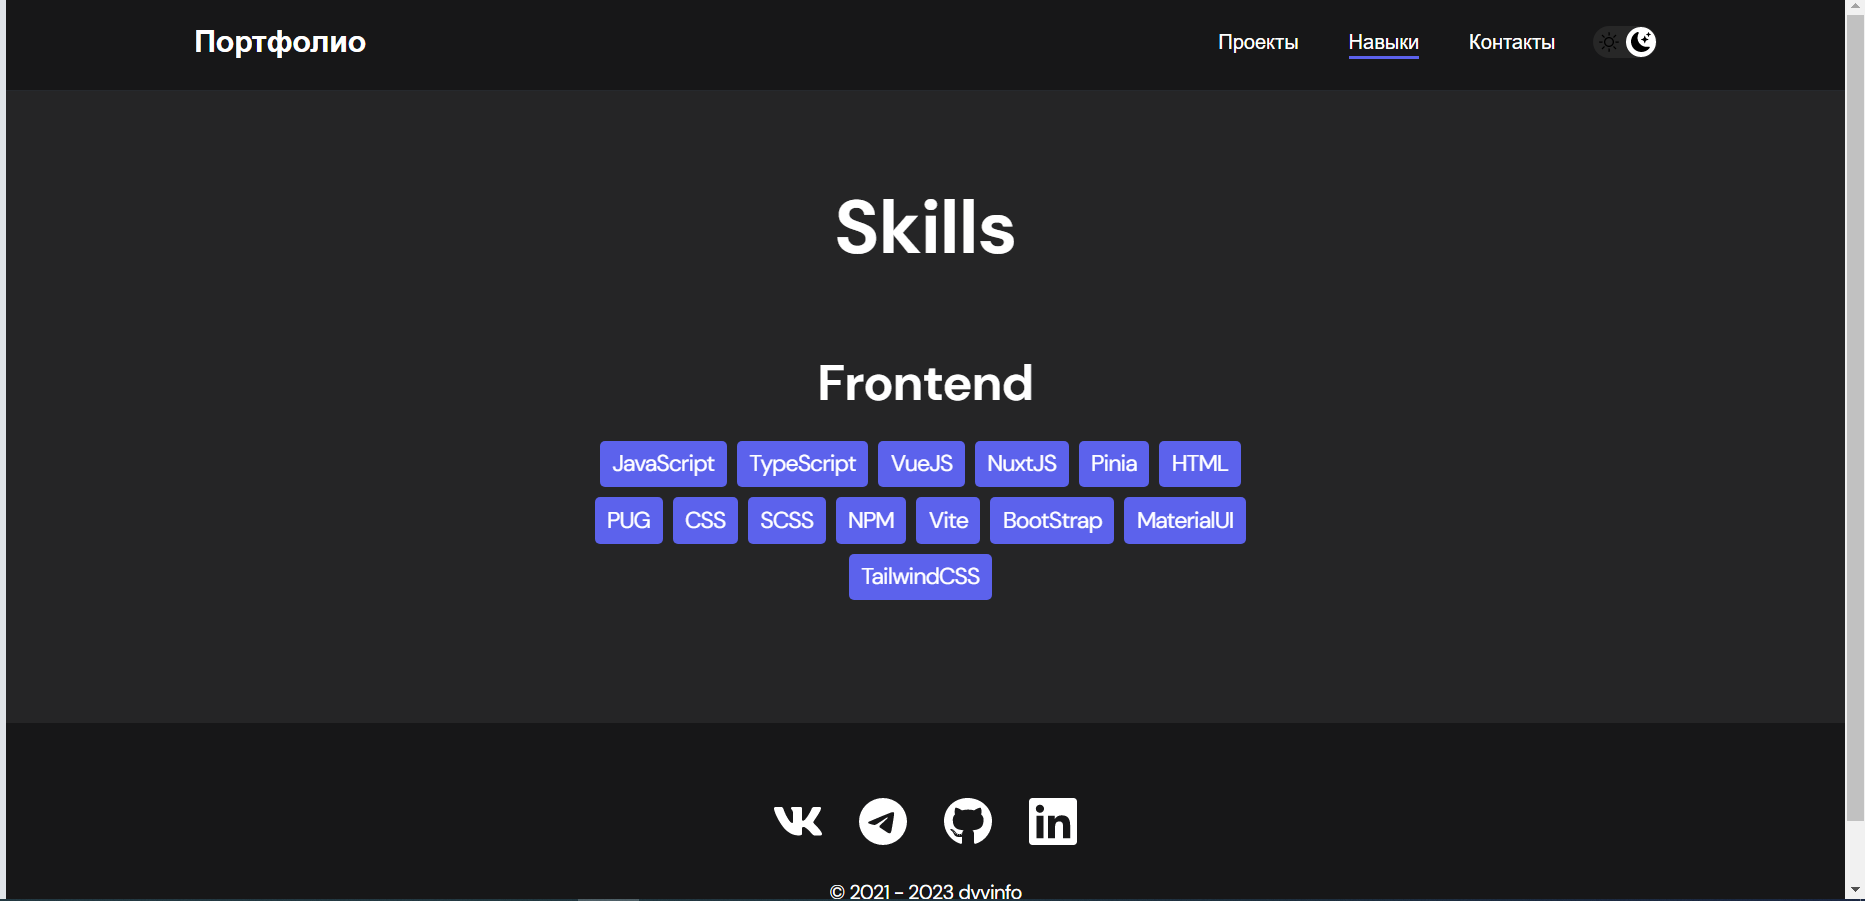 Портфолио
Проекты Навыки Контакты
Skills
Frontend
JavaScript TypeScript VueJS NuxtJS Pinia HTML
PUG CSS SCSS NPM Vite BootStrap MaterialUI
TailwindCSS
in
© 2021 - 2023 dvvinfo